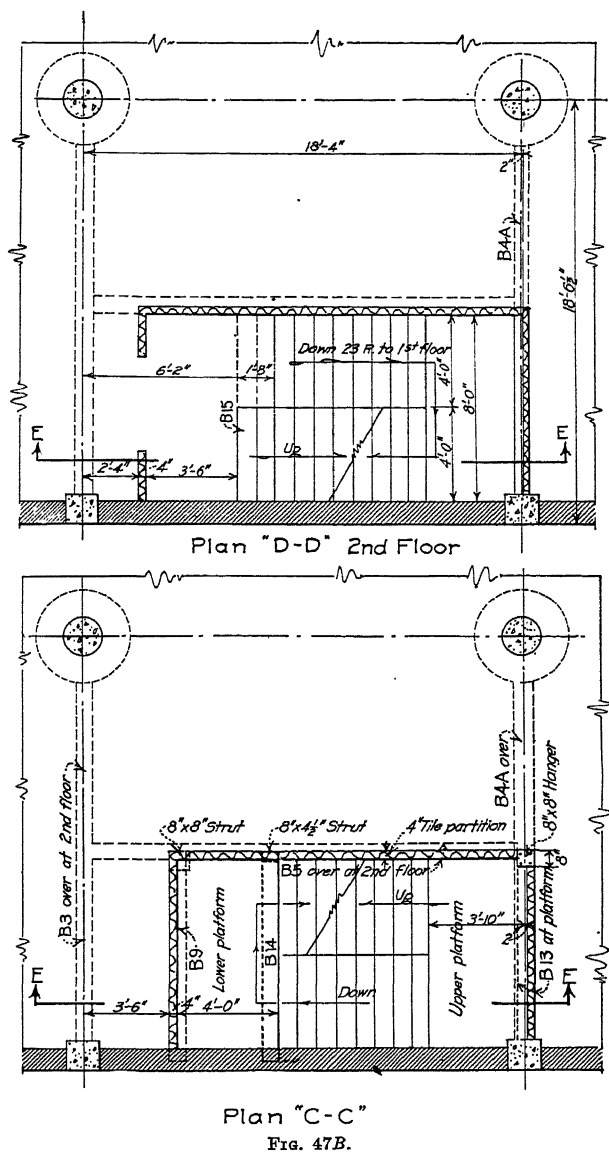 18'-4"
2"
B4A
18'-6½"
Down 23 R. to 1st floor
6'-2"
1'-8"
4'-0"
8'-0"
B15
E
E
Up
4'-0"
2'-4"
4"
3'-6"
Plan "D-D" 2nd Floor
B3 over at 2nd floor
B4A over
8"x8" Hanger
8"x8" Strut
8"x4½" Strut
4" Tile partition
8"
B5 over at 2nd floor
Up
Lower platform
Upper platform
3'-10"
2"
B9
B14
B13 at platform
E
E
Down
3'-6"
4"
4'-0"
Plan "C-C"
FIG. 47B.